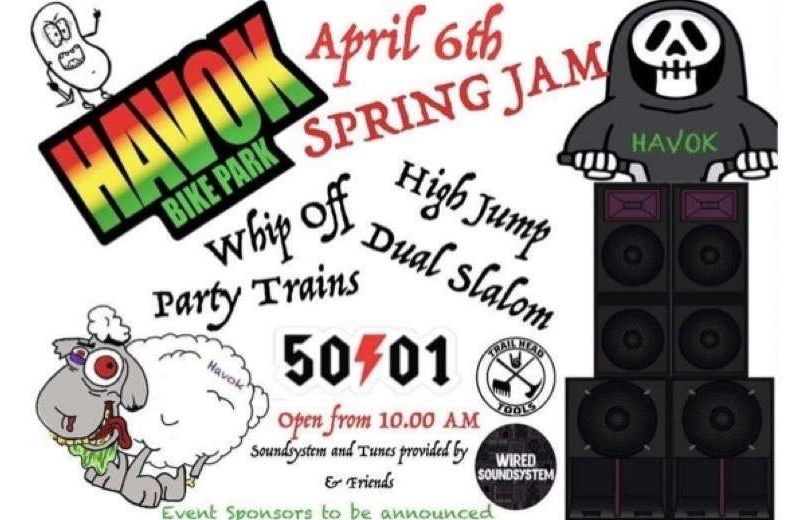 April 6th
SPRING JAM
HAVOK
BIKE PARK
HAVOK
Whip Off
High Jump
Party Trains
Dual Slalom
50 01
TRAIL HEAD
TOOLS
Havok
Open from 10.00 AM
Soundsystem and Tunes provided by
& Friends
WIRED
SOUNDSYSTEM
Event Sponsors to be announced